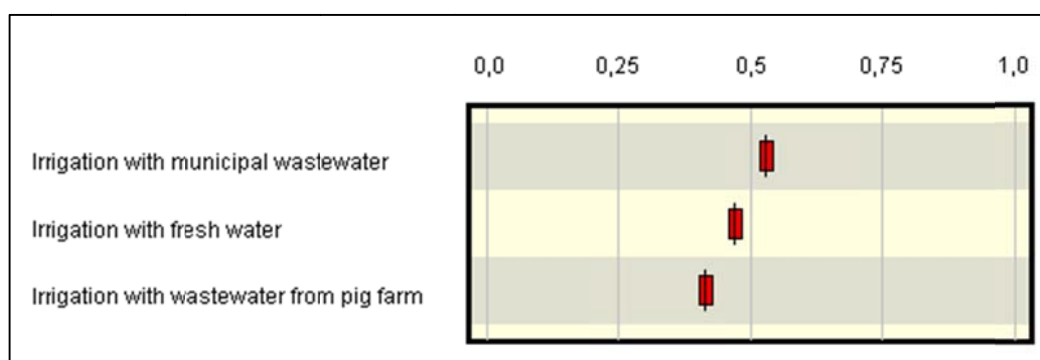 0,0 0,25 0,5 0,75 1,0
Irrigation with municipal wastewater
Irrigation with fresh water
Irrigation with wastewater from pig farm